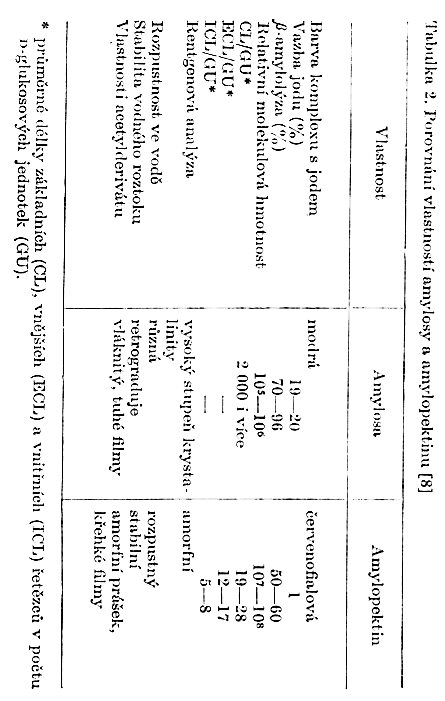 Tabulka 2. Porovnání vlastností amylosy a amylopektinu [8]
Vlastnost Amylosa Amylopektin
Barva komplexu s jodem modrá červenofialová
Vazba jodu (%) 19—20 1
β-amylolýza (%) 70—96 50—60
Relativní molekulová hmotnost 10⁵—10⁶ 10⁷—10⁸
CL/GU* 2 000 i více 19—28
ECL/GU* — 12—17
ICL/GU* — 5—8
Rentgenová analýza vysoký stupeň krysta- amorfní
linity
Rozpustnost ve vodě různá rozpustný
Stabilita vodného roztoku retrograduje stabilní
Vlastnosti acetylderivátu vláknitý, tuhé filmy amorfní prášek,
křehké filmy
* průměrné délky základních (CL), vnějších (ECL) a vnitřních (ICL) řetězců v počtu
D-glukosových jednotek (GU).